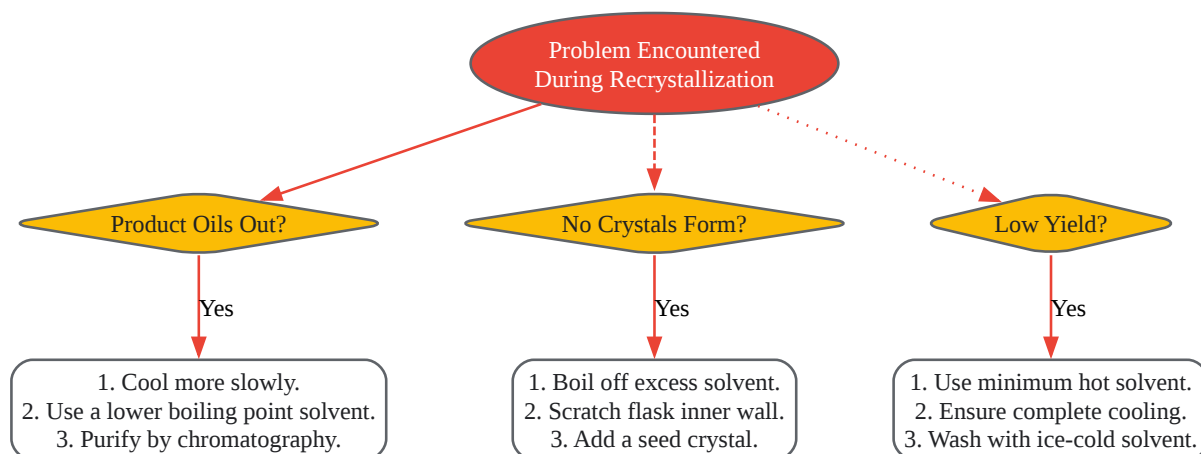 Problem Encountered
During Recrystallization
Product Oils Out?
No Crystals Form?
Low Yield?
Yes
Yes
Yes
1. Cool more slowly.
2. Use a lower boiling point solvent.
3. Purify by chromatography.
1. Boil off excess solvent.
2. Scratch flask inner wall.
3. Add a seed crystal.
1. Use minimum hot solvent.
2. Ensure complete cooling.
3. Wash with ice-cold solvent.